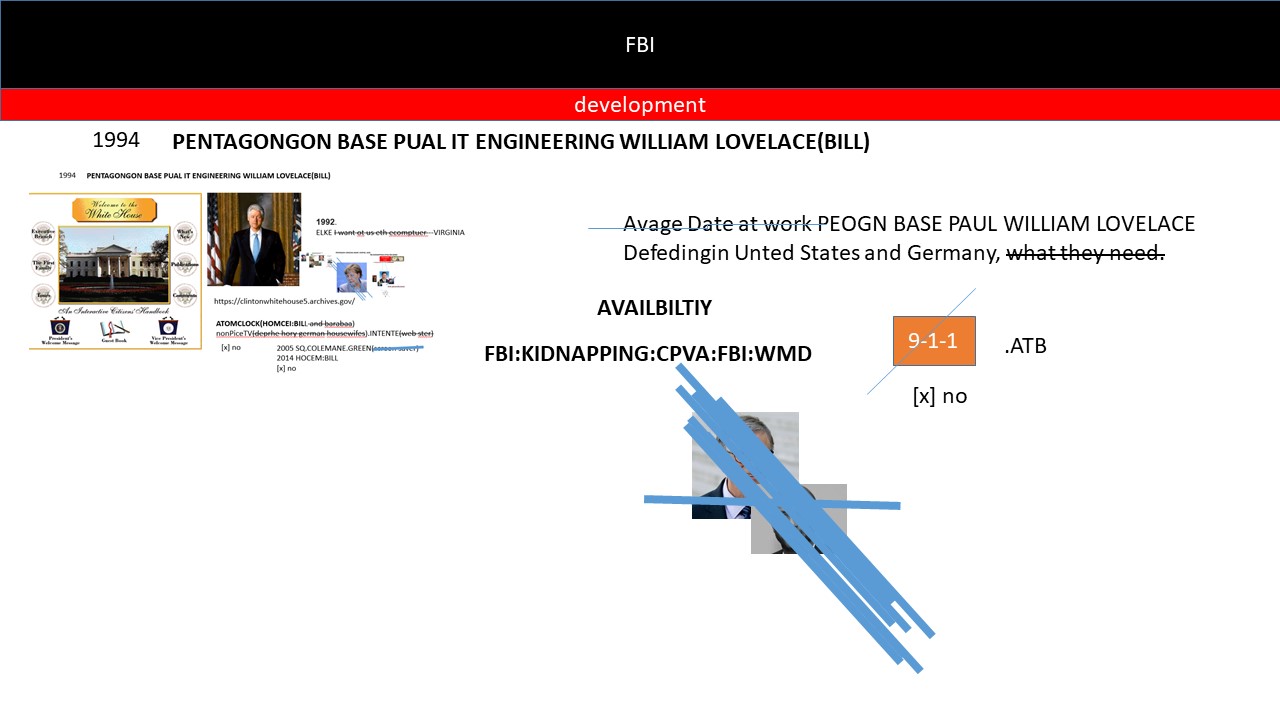 FBI
development
1994 PENTAGONGON BASE PUAL IT ENGINEERING WILLIAM LOVELACE(BILL)
1994 PENTAGONGON BASE PUAL IT ENGINEERING WILLIAM LOVELACE(BILL)
Welcome to the
White House
Executive
Branch
What's
New
The First
Family
Publications
Tours
Comments
An Interactive Citizens' Handbook
President's
Welcome Message
Guest Book
Vice President's
Welcome Message
1992.
ELKE I want ot us eth ccomptuer VIRGINIA
https://clintonwhitehouse5.archives.gov/
ATOMCLOCK(HOMCEI:BILL and barabaa)
nonPiceTV(deprhe hory german housewifes).INTENTE(web ster)
[x] no
2005 SQ.COLEMANE.GREEN(
2014 HOCEM:BILL
[x] no
Avage Date at work PEOGN BASE PAUL WILLIAM LOVELACE
Defedingin Unted States and Germany, what they need.
AVAILBILTIY
FBI:KIDNAPPING:CPVA:FBI:WMD
9-1-1
.ATB
[x] no